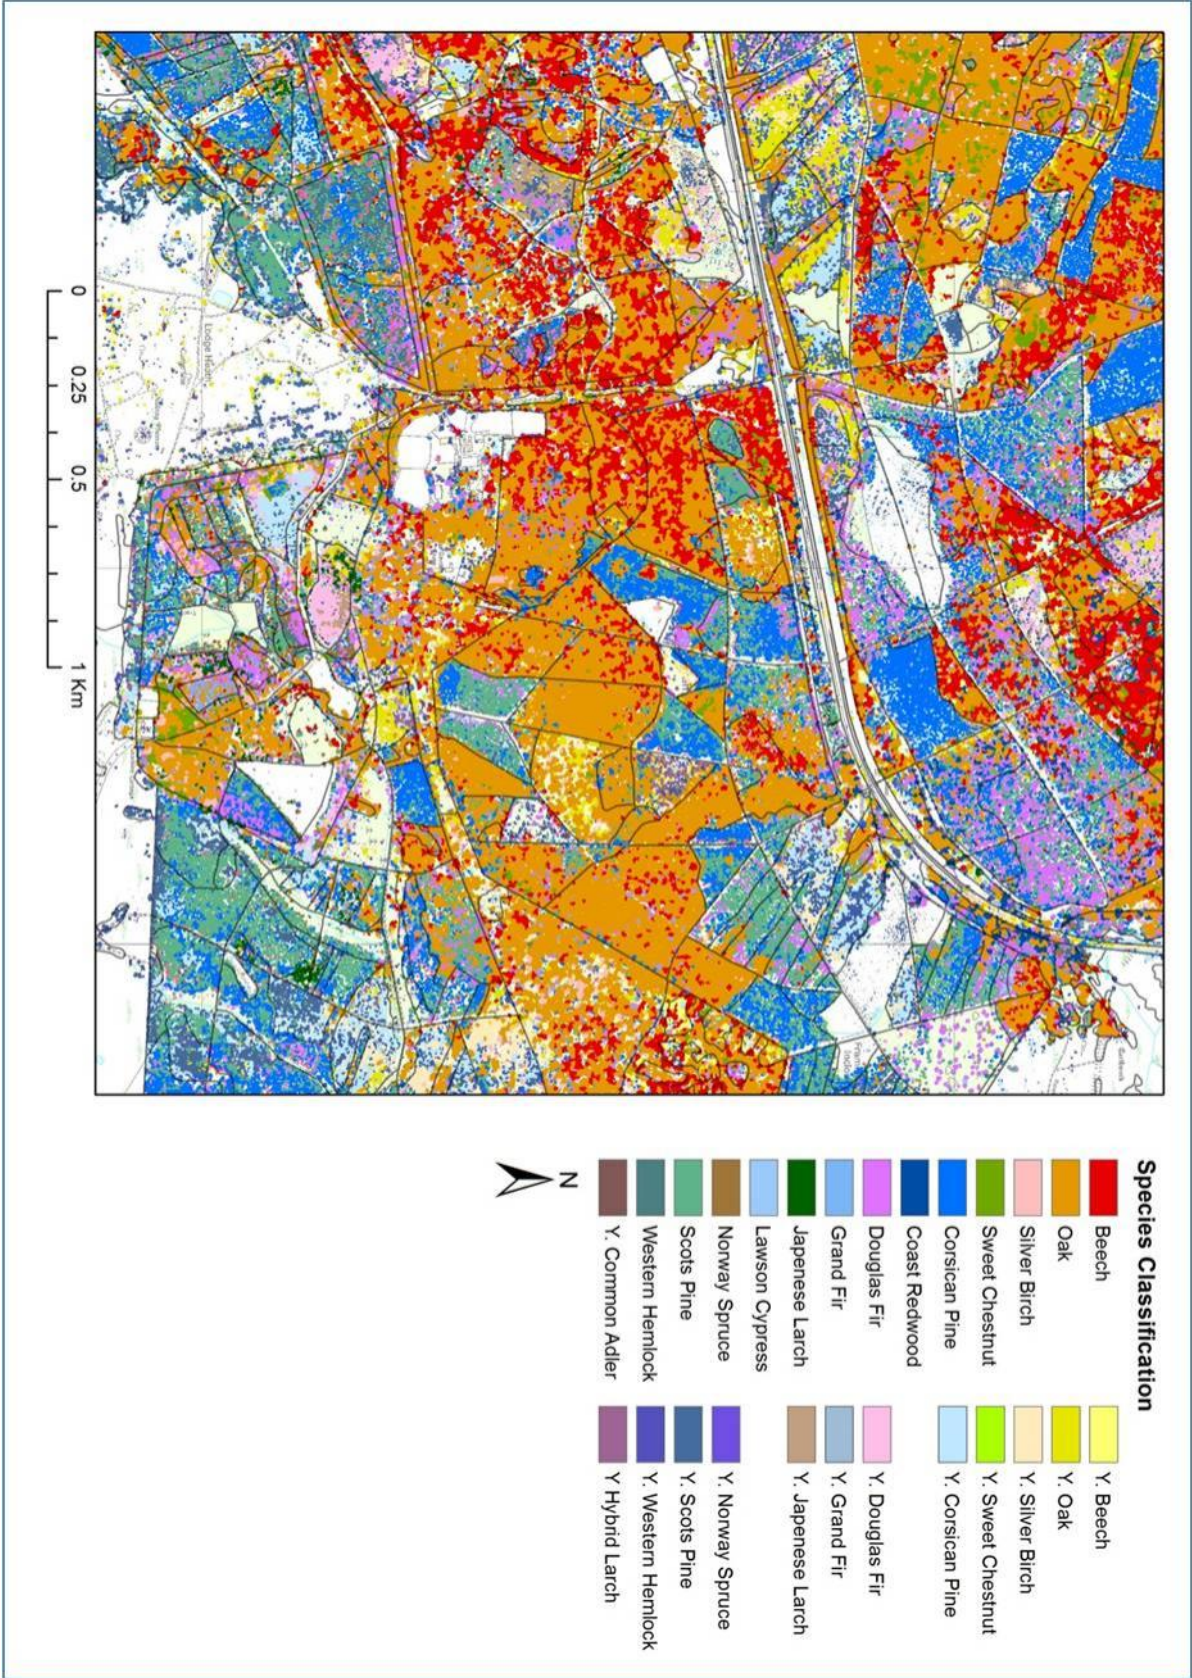 Species Classification
Beech
Oak
Silver Birch
Sweet Chestnut
Corsican Pine
Coast Redwood
Douglas Fir
Grand Fir
Japenese Larch
Lawson Cypress
Norway Spruce
Scots Pine
Western Hemlock
Y. Common Adler
Y. Beech
Y. Oak
Y. Silver Birch
Y. Sweet Chestnut
Y. Corsican Pine
Y. Douglas Fir
Y. Grand Fir
Y. Japenese Larch
Y. Norway Spruce
Y. Scots Pine
Y. Western Hemlock
Y Hybrid Larch
N
0 0.25 0.5 1 Km